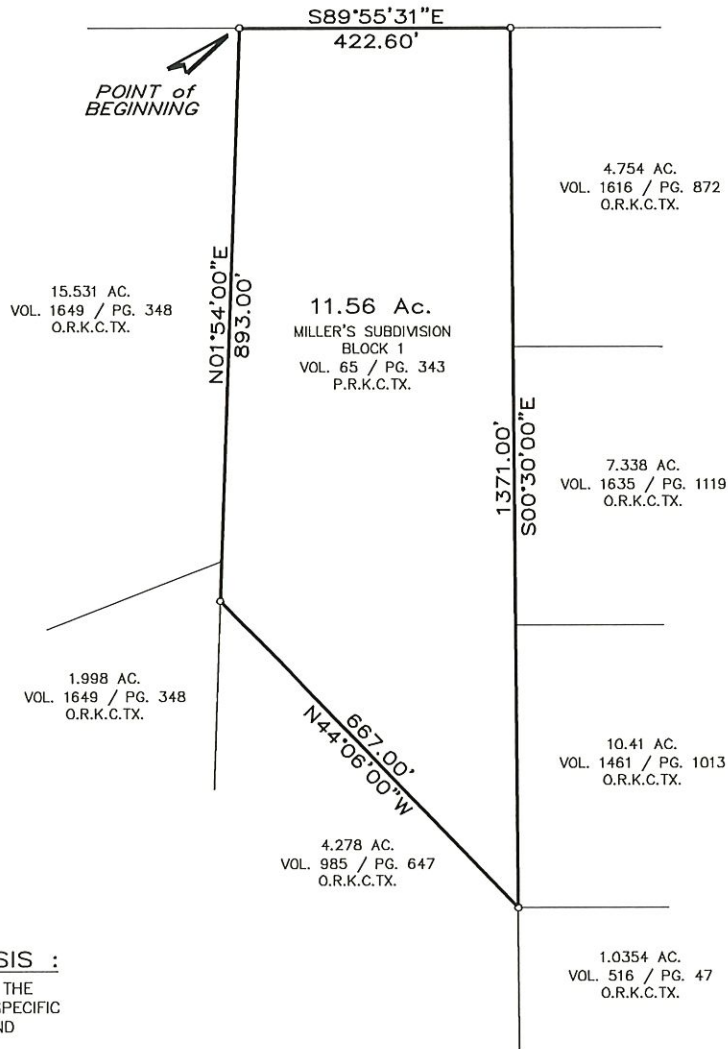 S89°55'31"E
422.60'
POINT of
BEGINNING
4.754 AC.
VOL. 1616 / PG. 872
O.R.K.C.TX.
N01°54'00"E
893.00'
15.531 AC.
VOL. 1649 / PG. 348
O.R.K.C.TX.
11.56 Ac.
MILLER'S SUBDIVISION
BLOCK 1
VOL. 65 / PG. 343
P.R.K.C.TX.
1371.00'
S00°30'00"E
7.338 AC.
VOL. 1635 / PG. 1119
O.R.K.C.TX.
1.998 AC.
VOL. 1649 / PG. 348
O.R.K.C.TX.
667.00'
N44°06'00"W
10.41 AC.
VOL. 1461 / PG. 1013
O.R.K.C.TX.
4.278 AC.
VOL. 985 / PG. 647
O.R.K.C.TX.
SIS :
THE
SPECIFIC
ND
1.0354 AC.
VOL. 516 / PG. 47
O.R.K.C.TX.